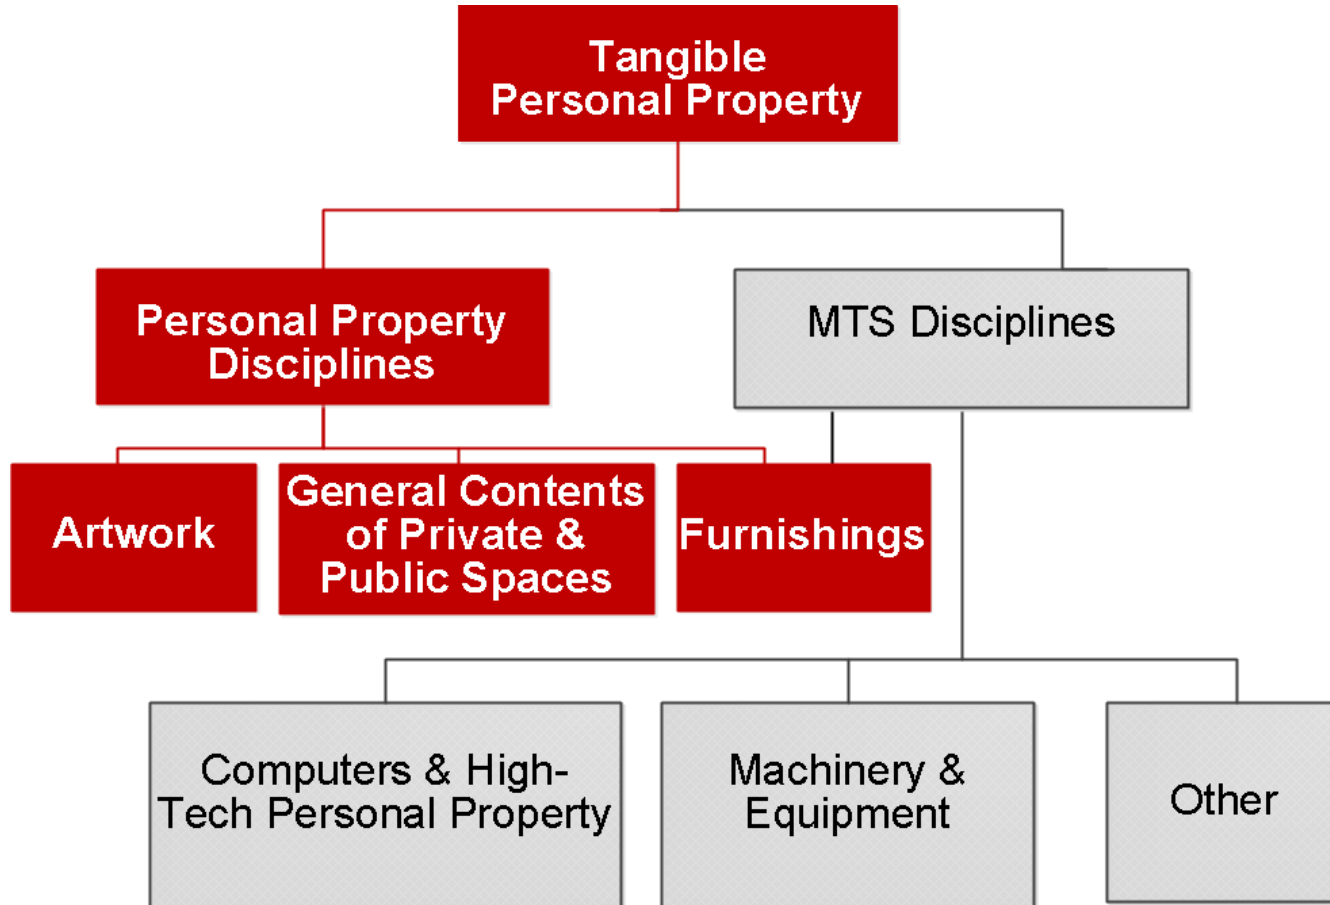 Tangible
Personal Property
Personal Property
Disciplines
MTS Disciplines
Artwork
General Contents
of Private &
Public Spaces
Furnishings
Computers & High-
Tech Personal Property
Machinery &
Equipment
Other